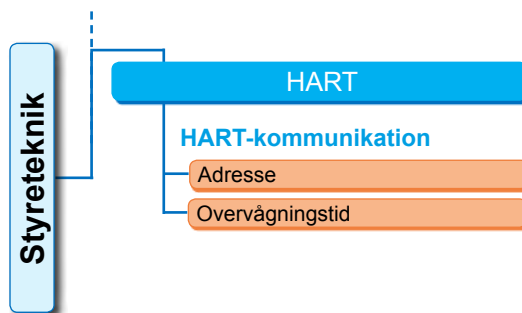 Styreteknik
HART
HART-kommunikation
Adresse
Overvågningstid